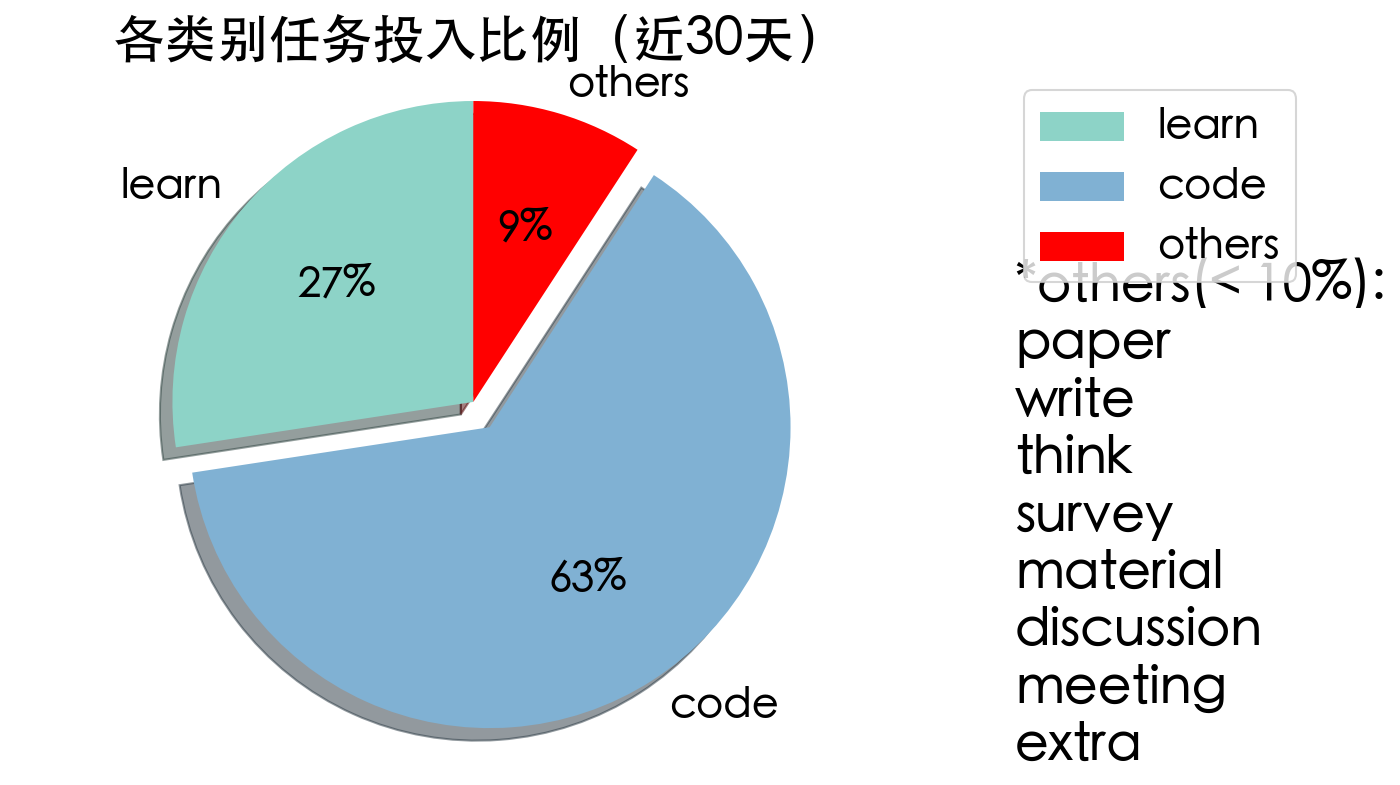 各类别任务投入比例（近30天）
others
learn
9%
27%
63%
code
learn
code
others
*others(< 10%):
paper
write
think
survey
material
discussion
meeting
extra